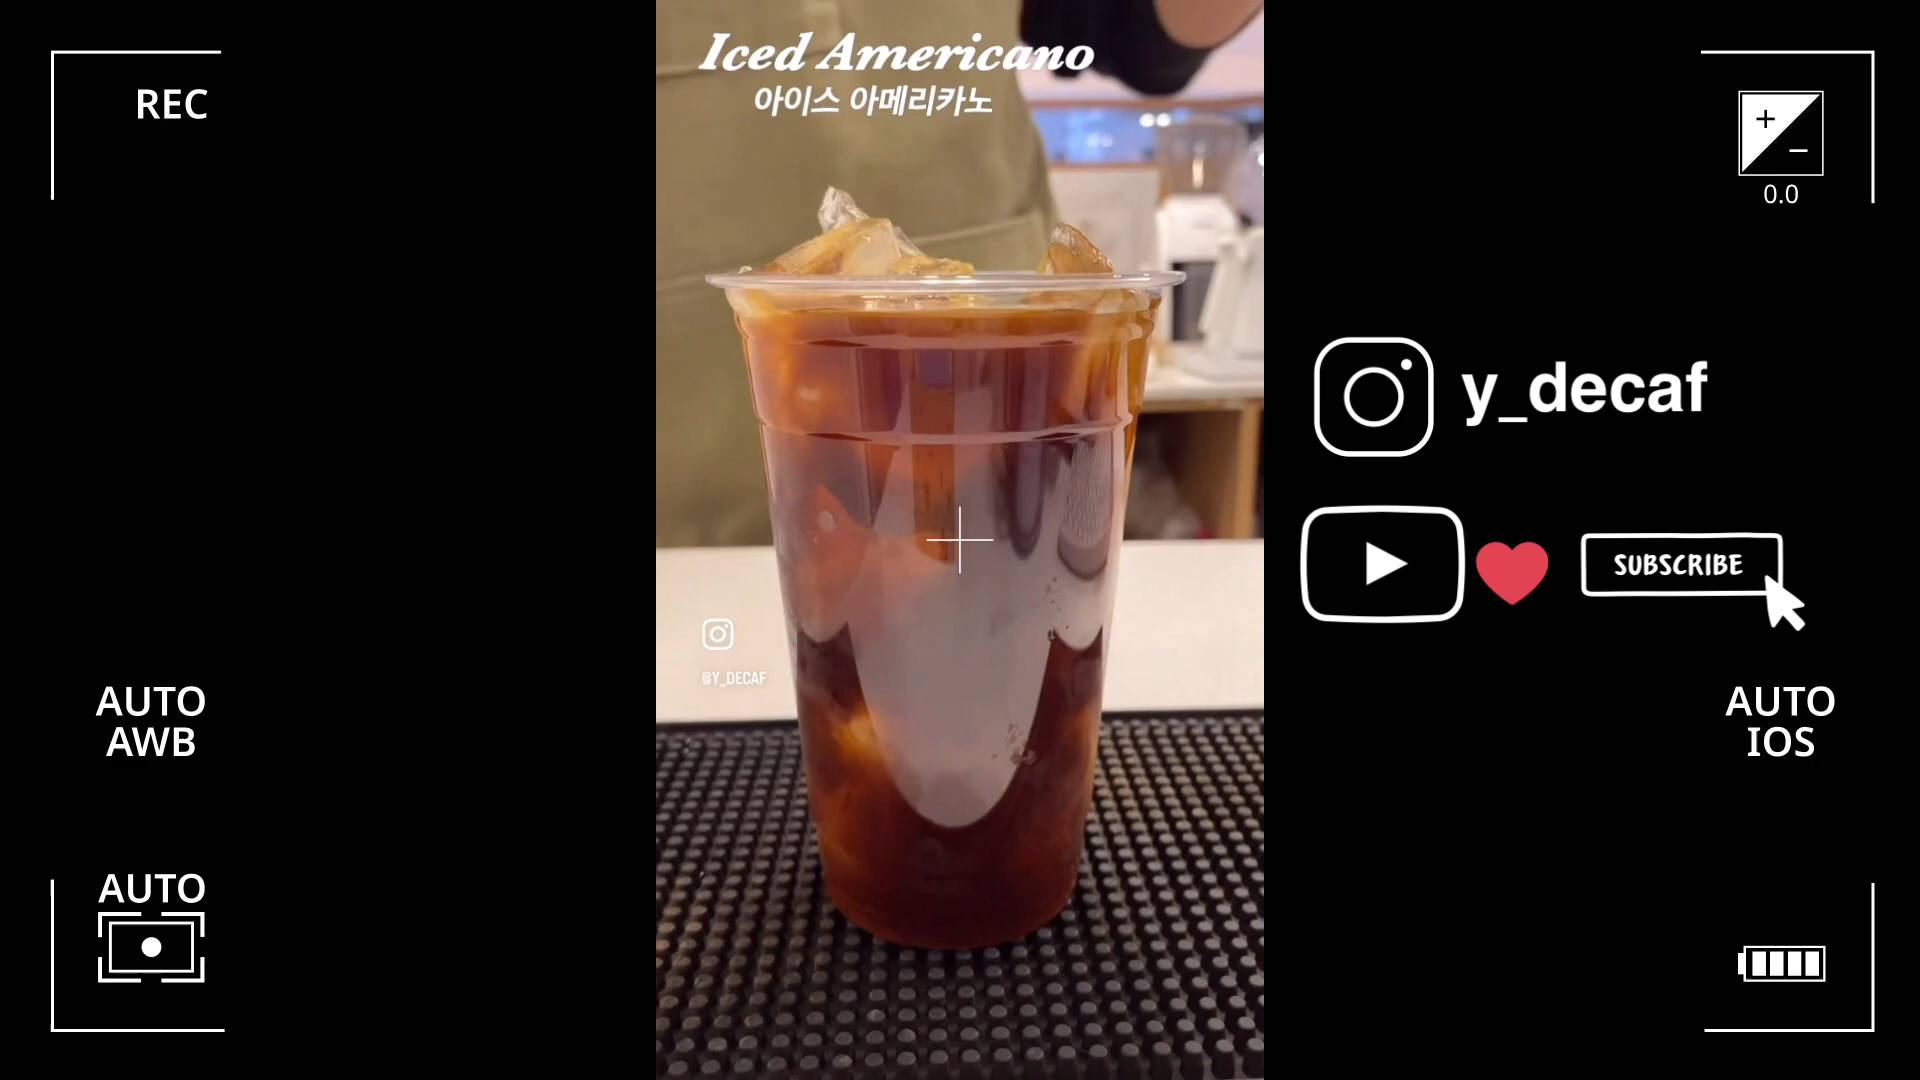 REC
Iced Americano
아이스 아메리카노
+
−
0.0
y_decaf
SUBSCRIBE
@Y_DECAF
AUTO
AWB
AUTO
IOS
AUTO